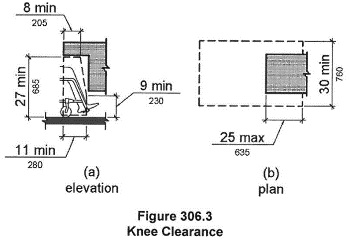 8 min
205
27 min
685
9 min
230
11 min
280
(a)
elevation
30 min
760
25 max
635
(b)
plan
Figure 306.3
Knee Clearance